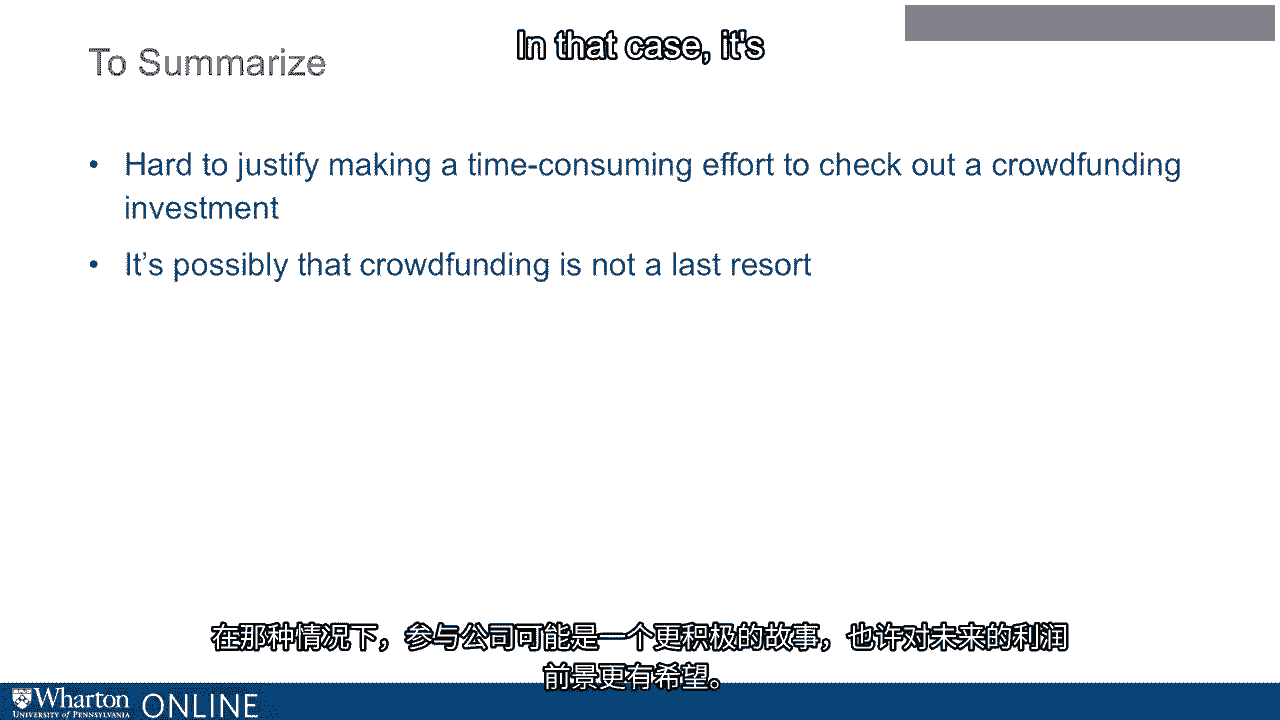 In that case, it's
To Summarize
• Hard to justify making a time-consuming effort to check out a crowdfunding
investment
• It's possibly that crowdfunding is not a last resort
在那种情况下，参与公司可能是一个更积极的故事，也许对未来的利润
前景更有希望。
Wharton ONLINE
UNIVERSITY of PENNSYLVANIA